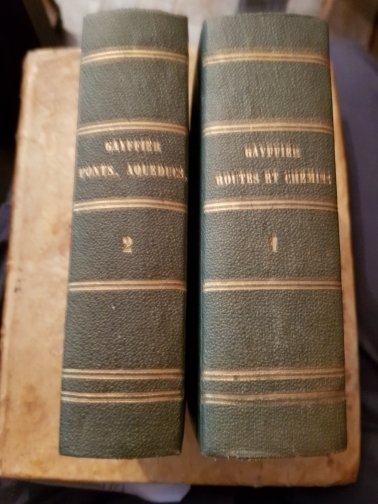 GAYFFIER
PONTS, AQUEDUCS,
2
GAYFFIER
ROUTES ET CHEMINS
1